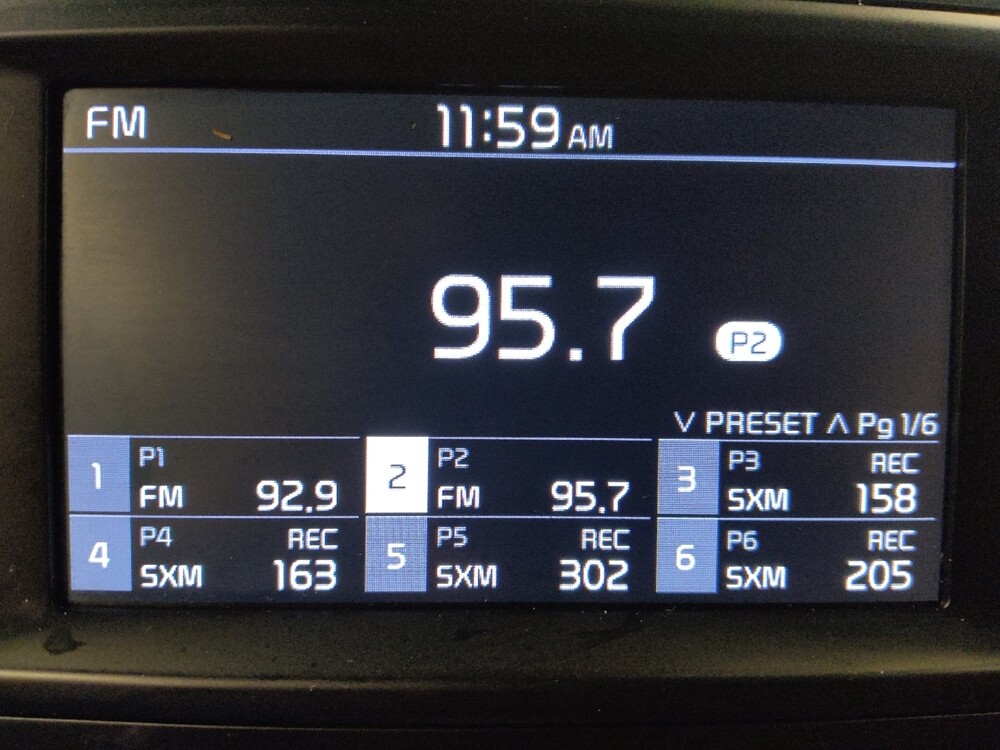 FM 11:59 AM
95.7 P2
∨ PRESET ∧ Pg 1/6
1 P1 2 P2 3 P3 REC
FM 92.9 FM 95.7 SXM 158
4 P4 REC 5 P5 REC 6 P6 REC
SXM 163 SXM 302 SXM 205